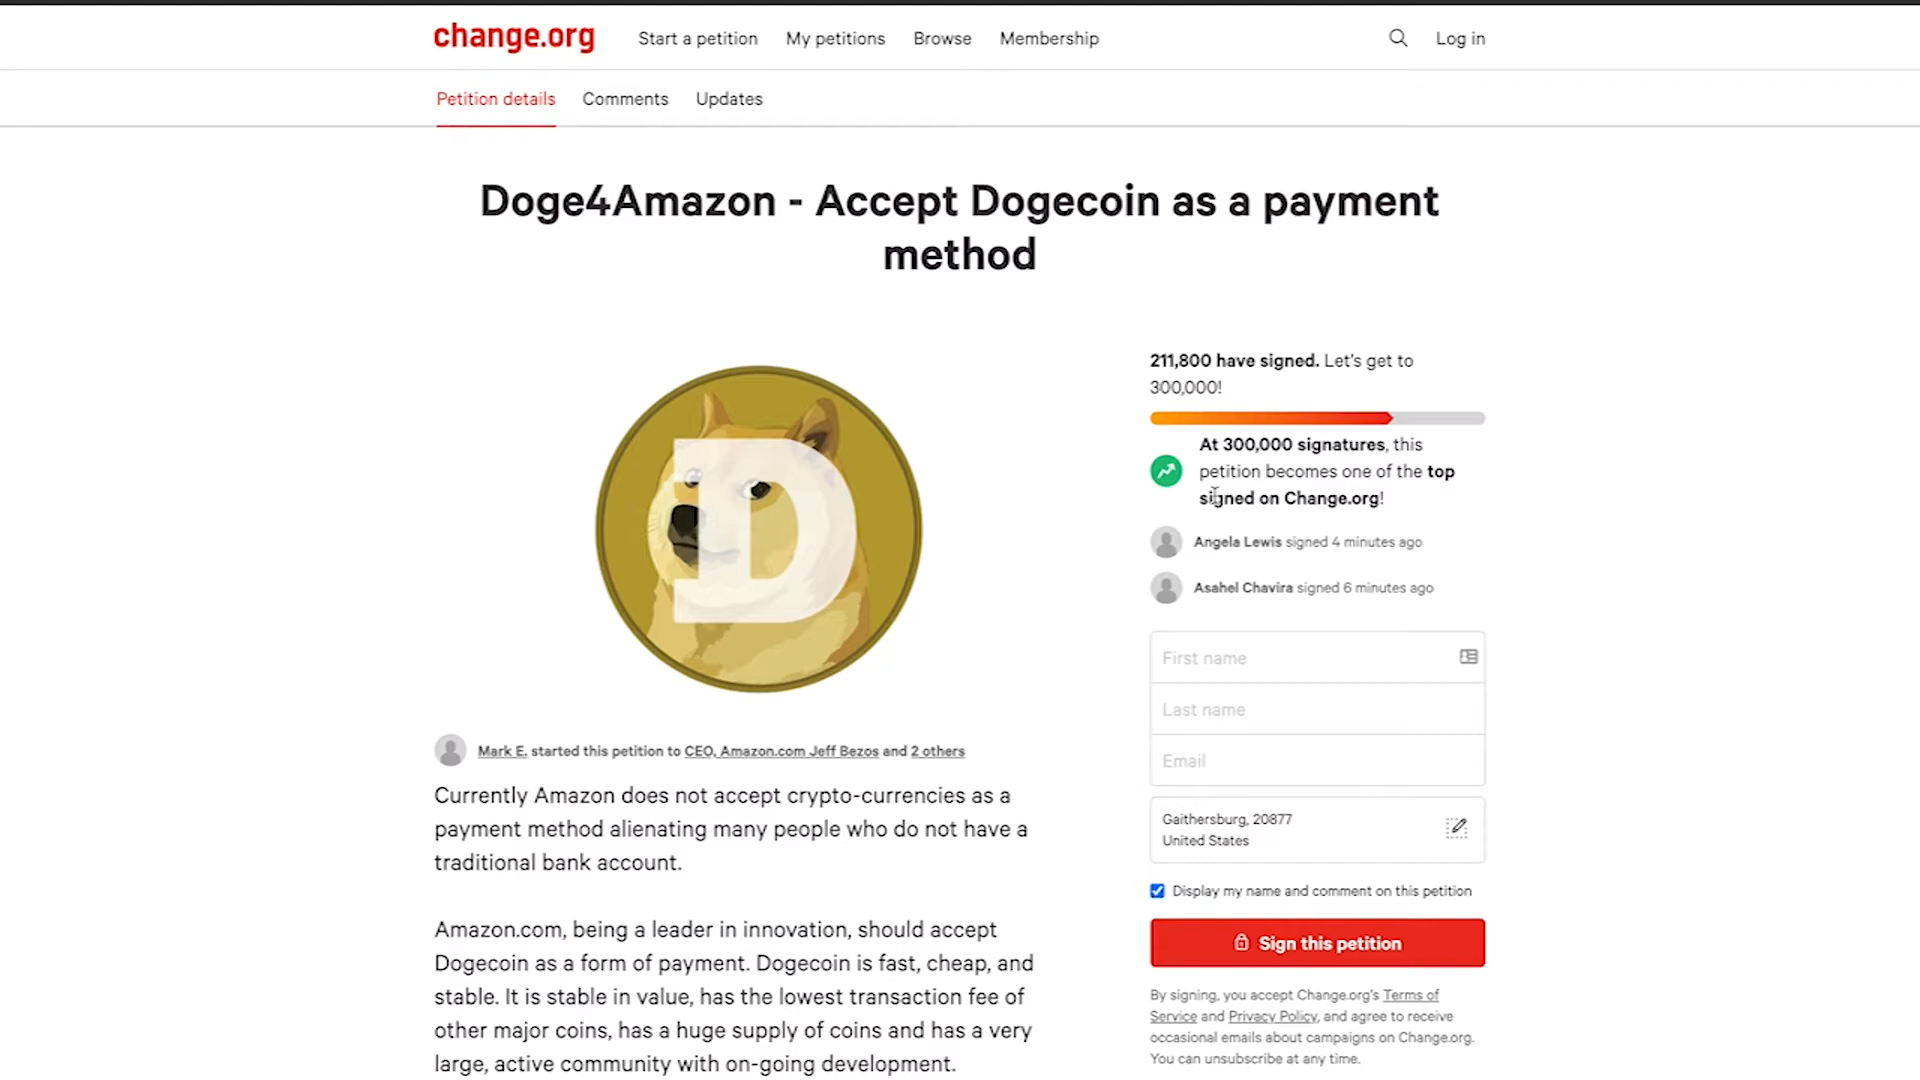 change.org
Start a petition
My petitions
Browse
Membership
Log in
Petition details
Comments
Updates
Doge4Amazon - Accept Dogecoin as a payment
method
D
211,800 have signed. Let's get to
300,000!
At 300,000 signatures, this
petition becomes one of the top
signed on Change.org!
Angela Lewis signed 4 minutes ago
Asahel Chavira signed 6 minutes ago
First name
Last name
Email
Gaithersburg, 20877
United States
Display my name and comment on this petition
Sign this petition
By signing, you accept Change.org's Terms of
Service and Privacy Policy, and agree to receive
occasional emails about campaigns on Change.org.
You can unsubscribe at any time.
Mark E. started this petition to CEO, Amazon.com Jeff Bezos and 2 others
Currently Amazon does not accept crypto-currencies as a
payment method alienating many people who do not have a
traditional bank account.
Amazon.com, being a leader in innovation, should accept
Dogecoin as a form of payment. Dogecoin is fast, cheap, and
stable. It is stable in value, has the lowest transaction fee of
other major coins, has a huge supply of coins and has a very
large, active community with on-going development.